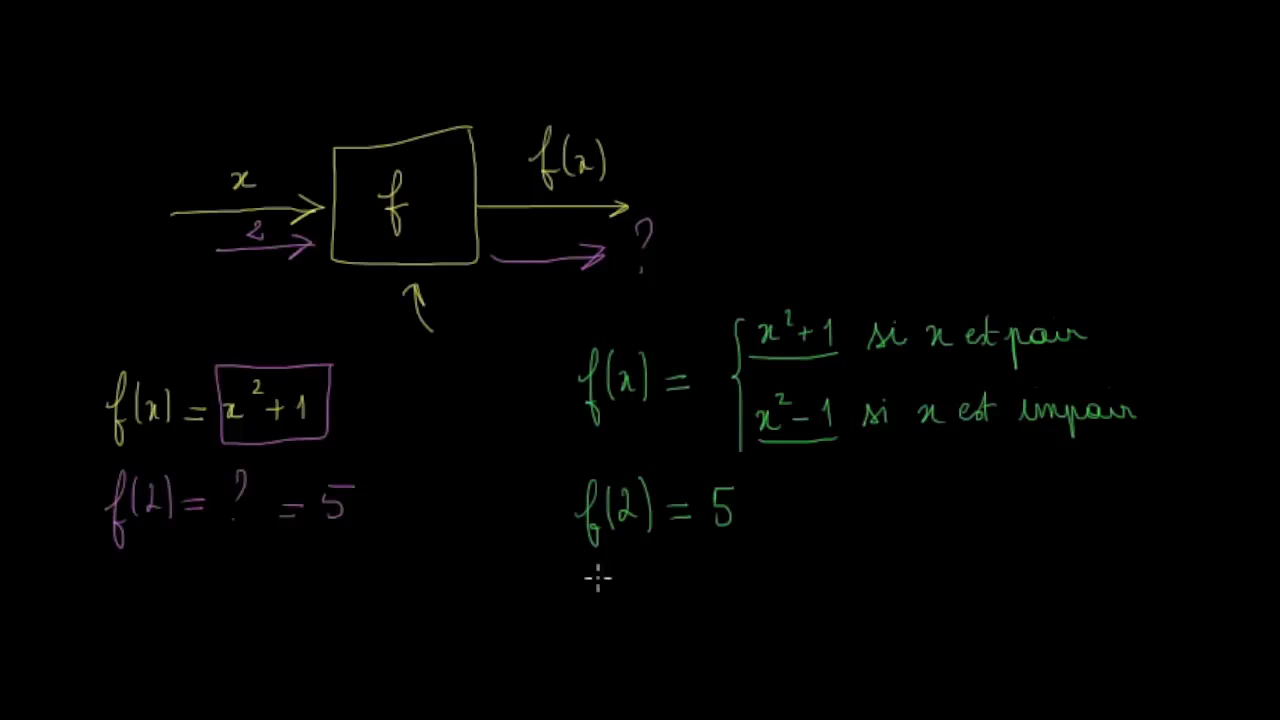 x
f
f(x)
2
?
f(x) = x² + 1
f(2) = ? = 5
f(x) = { x² + 1 si x est pair
x² - 1 si x est impair
f(2) = 5